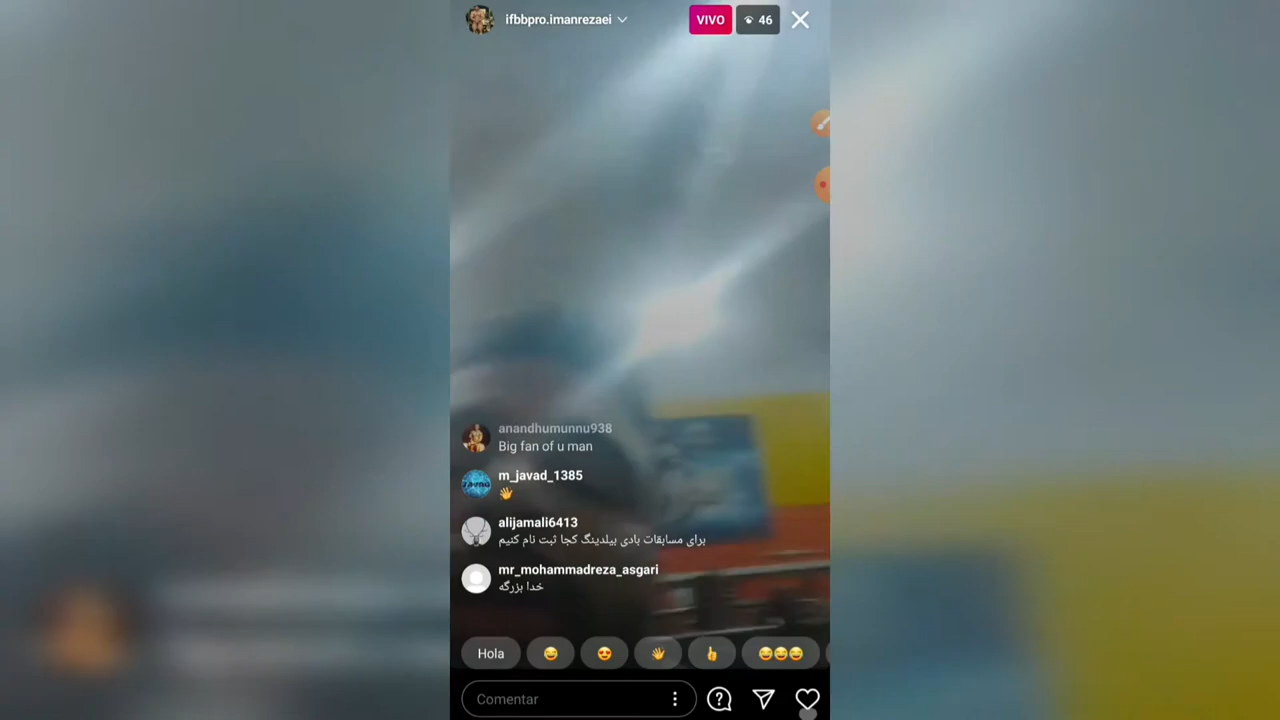 ifbbpro.imanrezaei
VIVO
46
anandhumunnu938
Big fan of u man
m_javad_1385
👋
alijamali6413
برای مسابقات بادی بیلدینگ کجا ثبت نام کنیم
mr_mohammadreza_asgari
خدا بزرگه
Hola
Comentar